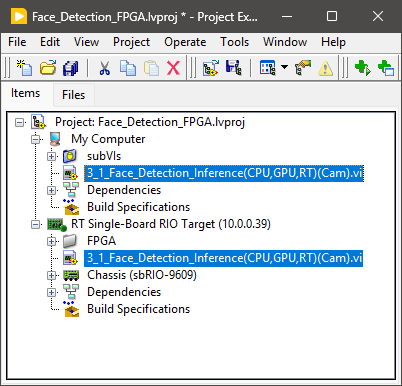 Face_Detection_FPGA.lvproj * - Project Ex...
File Edit View Project Operate Tools Window Help
Items Files
Project: Face_Detection_FPGA.lvproj
My Computer
subVIs
3_1_Face_Detection_Inference(CPU,GPU,RT)(Cam).vi
Dependencies
Build Specifications
RT Single-Board RIO Target (10.0.0.39)
FPGA
3_1_Face_Detection_Inference(CPU,GPU,RT)(Cam).vi
Chassis (sbRIO-9609)
Dependencies
Build Specifications